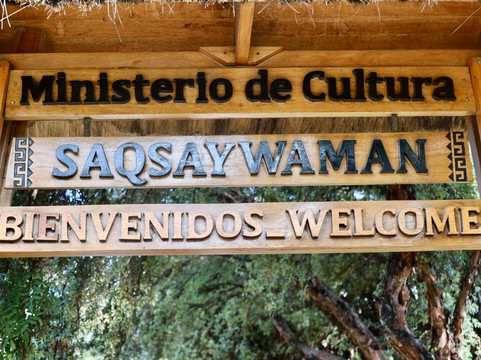 Ministerio de Cultura
SAQSAYWAMAN
BIENVENIDOS_WELCOME